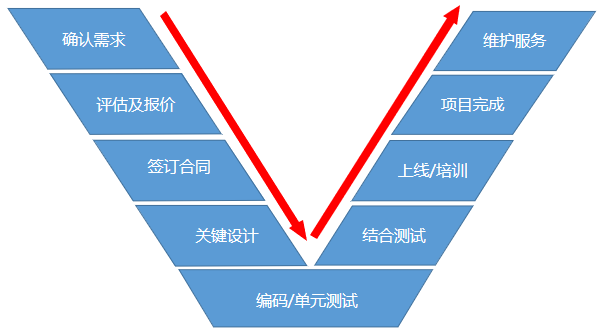 确认需求
评估及报价
签订合同
关键设计
编码/单元测试
结合测试
上线/培训
项目完成
维护服务